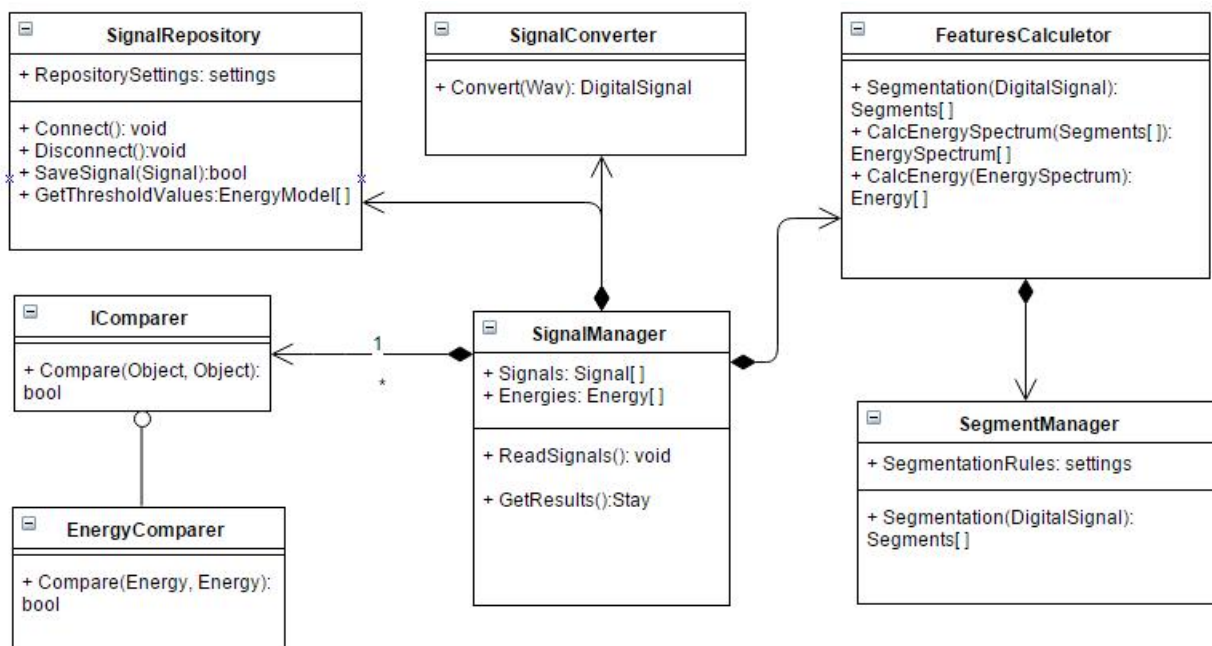 SignalRepository
+ RepositorySettings: settings
+ Connect(): void
+ Disconnect():void
+ SaveSignal(Signal):bool
+ GetThresholdValues:EnergyModel[ ]
SignalConverter
+ Convert(Wav): DigitalSignal
FeaturesCalculetor
+ Segmentation(DigitalSignal):
Segments[ ]
+ CalcEnergySpectrum(Segments[ ]):
EnergySpectrum[ ]
+ CalcEnergy(EnergySpectrum):
Energy[ ]
IComparer
+ Compare(Object, Object):
bool
1
*
SignalManager
+ Signals: Signal[ ]
+ Energies: Energy[ ]
+ ReadSignals(): void
+ GetResults():Stay
SegmentManager
+ SegmentationRules: settings
+ Segmentation(DigitalSignal):
Segments[ ]
EnergyComparer
+ Compare(Energy, Energy):
bool